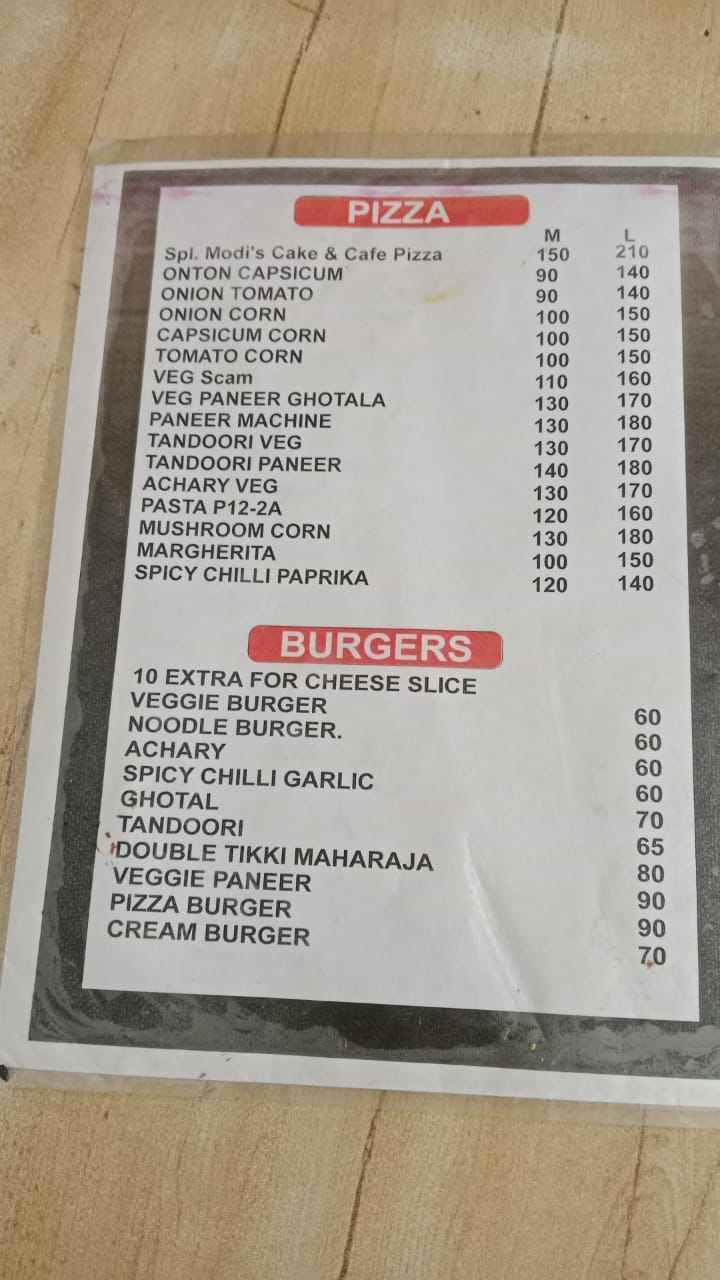 PIZZA
M L
Spl. Modi's Cake & Cafe Pizza 150 210
ONTON CAPSICUM 90 140
ONION TOMATO 90 140
ONION CORN 100 150
CAPSICUM CORN 100 150
TOMATO CORN 100 150
VEG Scam 110 160
VEG PANEER GHOTALA 130 170
PANEER MACHINE 130 180
TANDOORI VEG 130 170
TANDOORI PANEER 140 180
ACHARY VEG 130 170
PASTA P12-2A 120 160
MUSHROOM CORN 130 180
MARGHERITA 100 150
SPICY CHILLI PAPRIKA 120 140
BURGERS
10 EXTRA FOR CHEESE SLICE
VEGGIE BURGER 60
NOODLE BURGER. 60
ACHARY 60
SPICY CHILLI GARLIC 60
GHOTAL 70
TANDOORI 65
DOUBLE TIKKI MAHARAJA 80
VEGGIE PANEER 90
PIZZA BURGER 90
CREAM BURGER 70